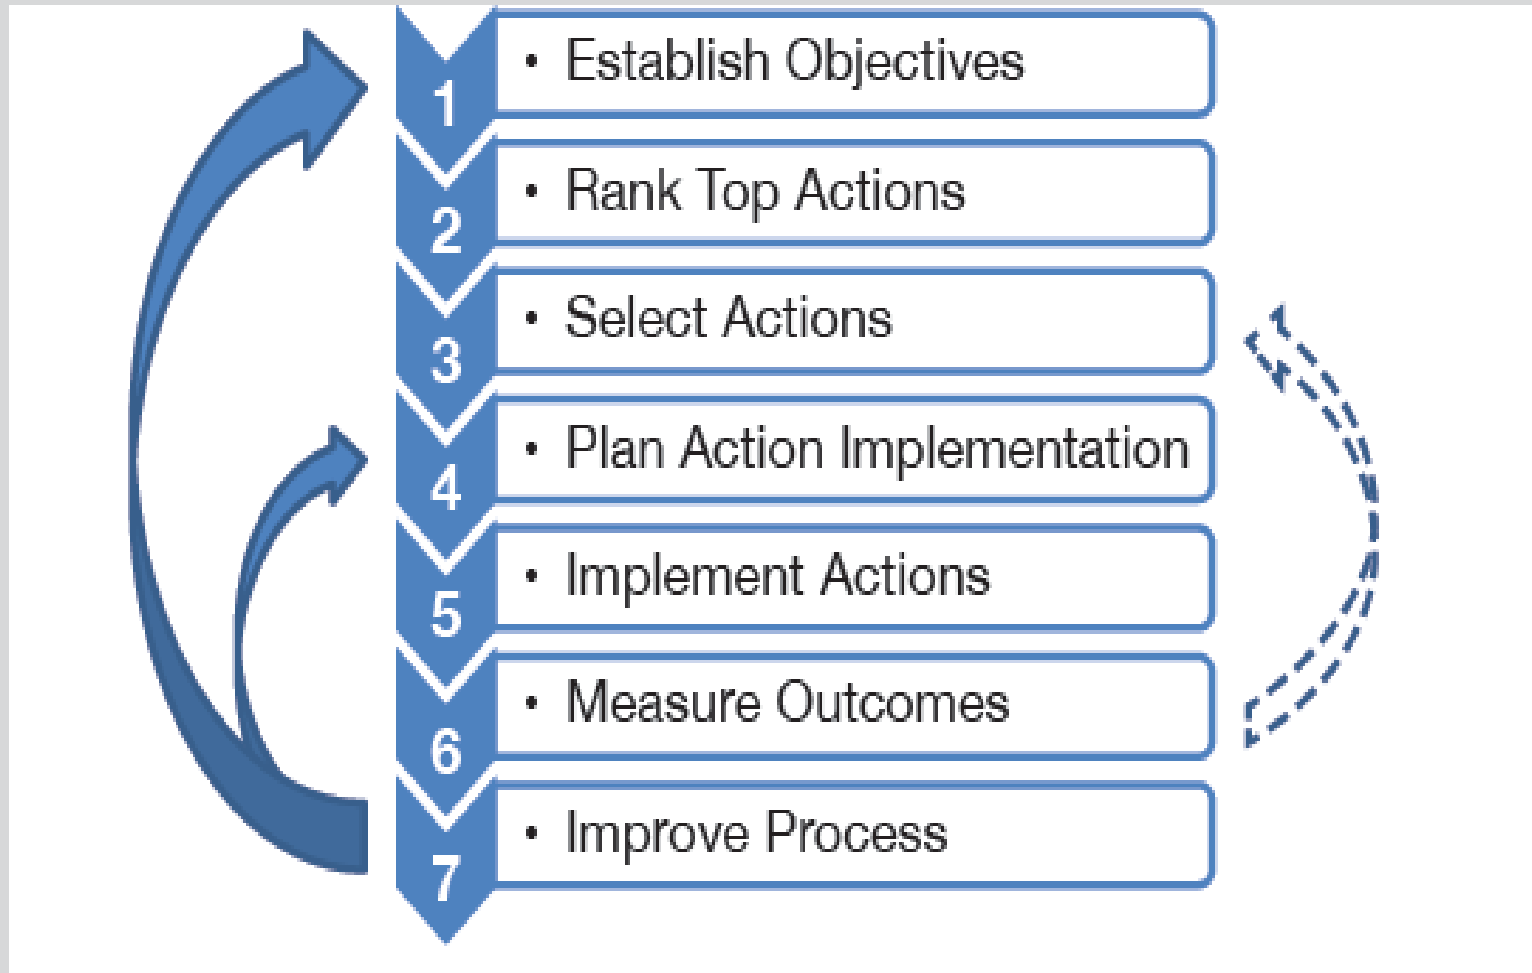 1 • Establish Objectives
2 • Rank Top Actions
3 • Select Actions
4 • Plan Action Implementation
5 • Implement Actions
6 • Measure Outcomes
7 • Improve Process